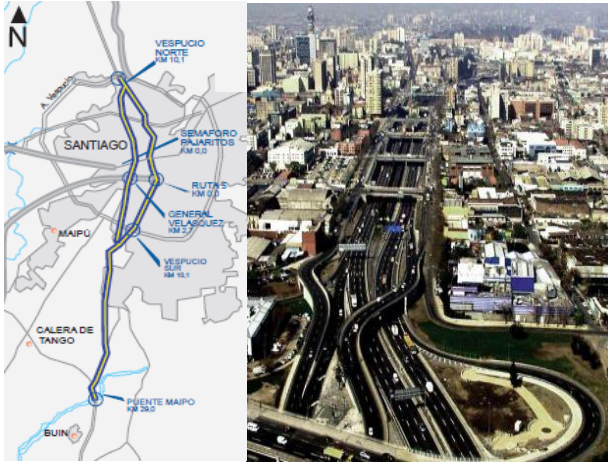 N
VESPUCIO
NORTE
KM 10,1
A. Vespucio
SANTIAGO
SEMAFORO
PAJARITOS
KM 0,0
RUTA 5
KM 0,0
GENERAL
VELASQUEZ
KM 2,7
MAIPÚ
VESPUCIO
SUR
KM 10,1
CALERA DE
TANGO
PUENTE MAIPO
KM 29,0
BUIN